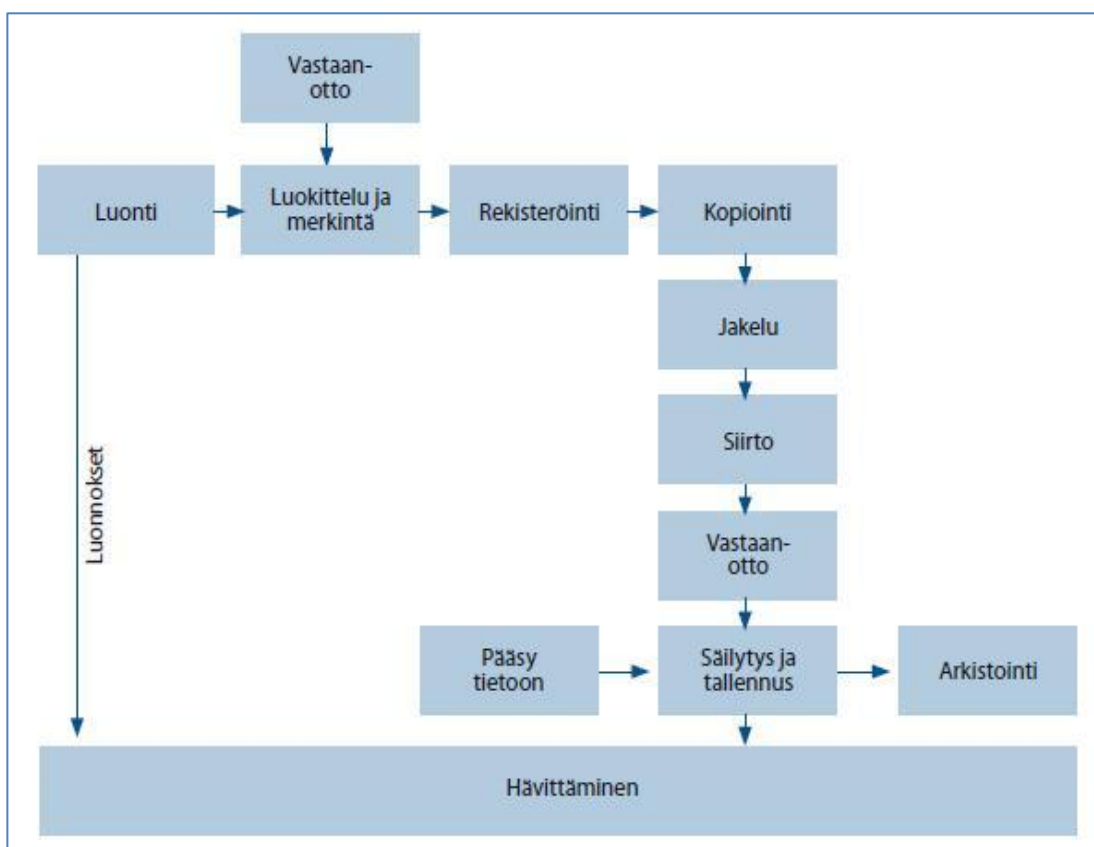 Vastaan-
otto
Luonti
Luokittelu ja
merkintä
Rekisteröinti
Kopiointi
Jakelu
Siirto
Luonnokset
Vastaan-
otto
Pääsy
tietoon
Säilytys ja
tallennus
Arkistointi
Hävittäminen